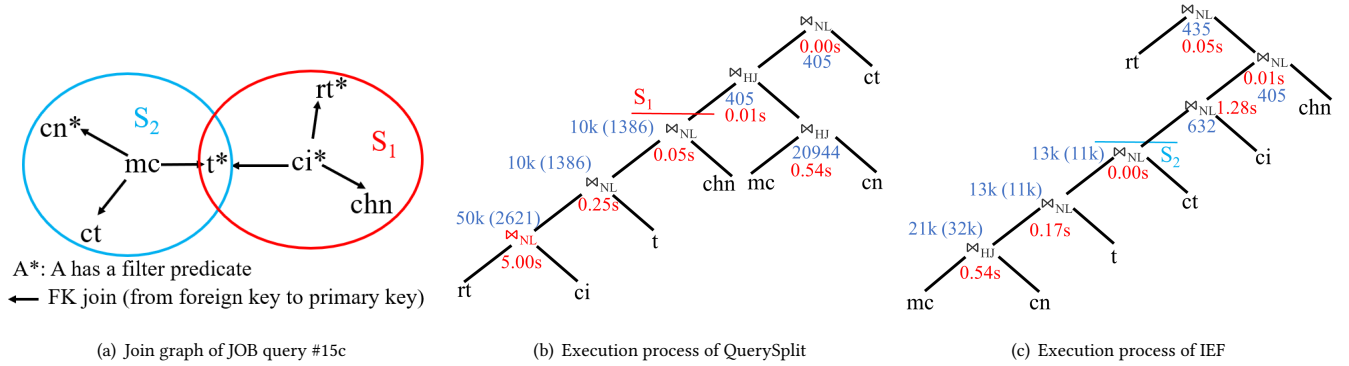 rt*
cn*
S₂
S₁
mc
t*
ci*
chn
ct
A*: A has a filter predicate
FK join (from foreign key to primary key)
(a) Join graph of JOB query #15c
⋈NL
0.00s
405
ct
⋈HJ
405
0.01s
S₁
10k (1386)
⋈NL
0.05s
chn
⋈HJ
20944
0.54s
mc
cn
10k (1386)
⋈NL
0.25s
t
50k (2621)
⋈NL
5.00s
rt
ci
(b) Execution process of QuerySplit
⋈NL
435
0.05s
rt
⋈NL
0.01s
405
chn
⋈NL
1.28s
632
ci
13k (11k)
⋈NL
S₂
0.00s
ct
13k (11k)
⋈NL
0.17s
t
21k (32k)
⋈HJ
0.54s
mc
cn
(c) Execution process of IEF